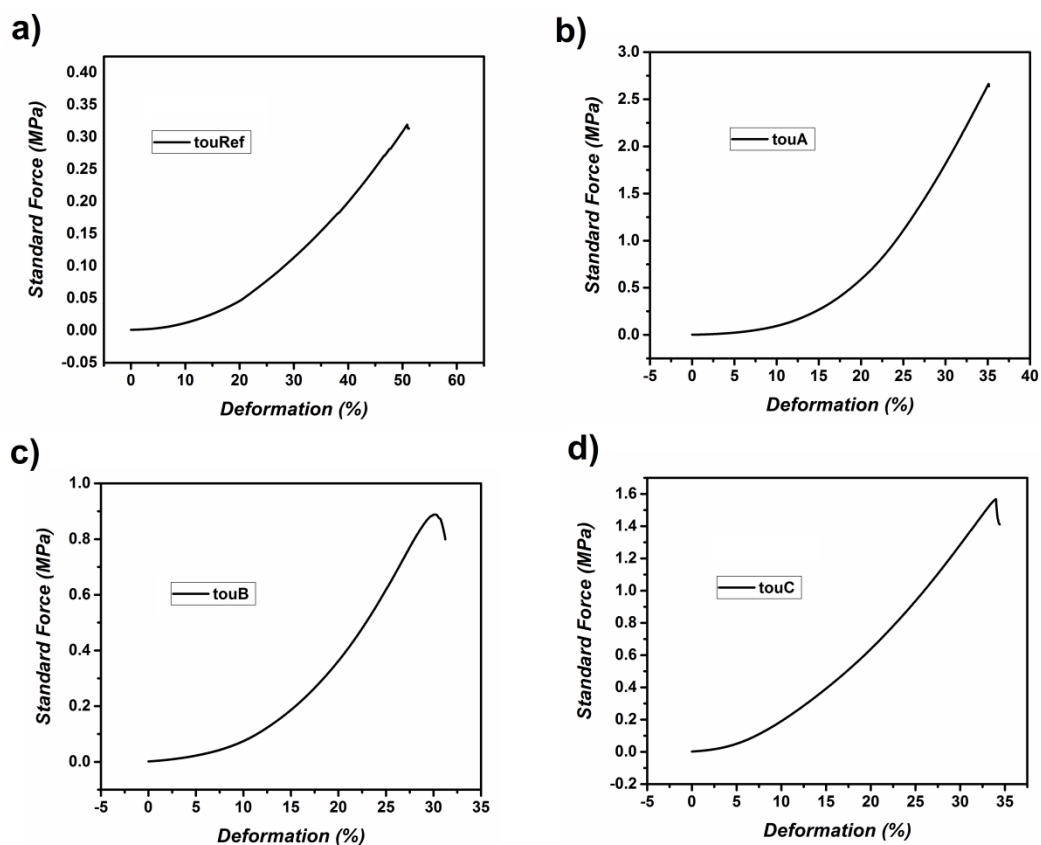 a)
0.40
0.35
0.30
0.25
0.20
0.15
0.10
0.05
0.00
-0.05
Standard Force (MPa)
touRef
0 10 20 30 40 50 60
Deformation (%)
b)
3.0
2.5
2.0
1.5
1.0
0.5
0.0
Standard Force (MPa)
touA
-5 0 5 10 15 20 25 30 35 40
Deformation (%)
c)
1.0
0.8
0.6
0.4
0.2
0.0
Standard Force (MPa)
touB
-5 0 5 10 15 20 25 30 35
Deformation (%)
d)
1.6
1.4
1.2
1.0
0.8
0.6
0.4
0.2
0.0
-0.2
Standard Force (MPa)
touC
-5 0 5 10 15 20 25 30 35
Deformation (%)